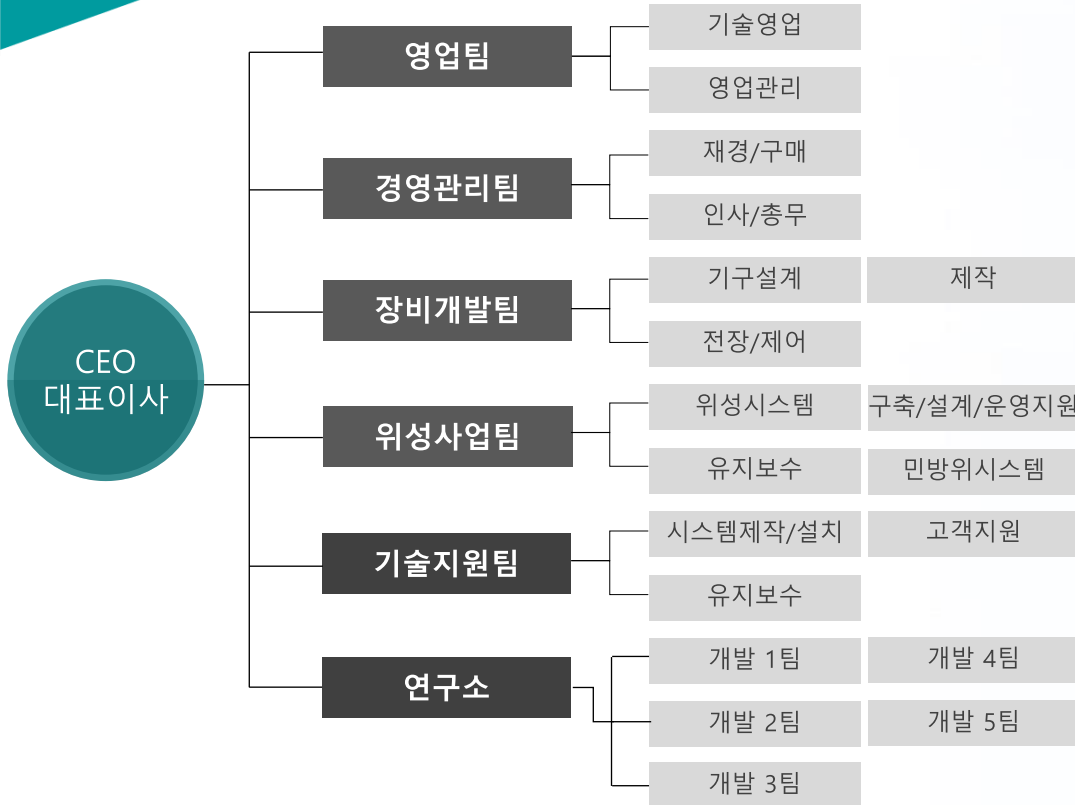 CEO
대표이사
영업팀
기술영업
영업관리
경영관리팀
재경/구매
인사/총무
장비개발팀
기구설계
제작
전장/제어
위성사업팀
위성시스템
구축/설계/운영지원
유지보수
민방위시스템
기술지원팀
시스템제작/설치
고객지원
유지보수
연구소
개발 1팀
개발 4팀
개발 2팀
개발 5팀
개발 3팀